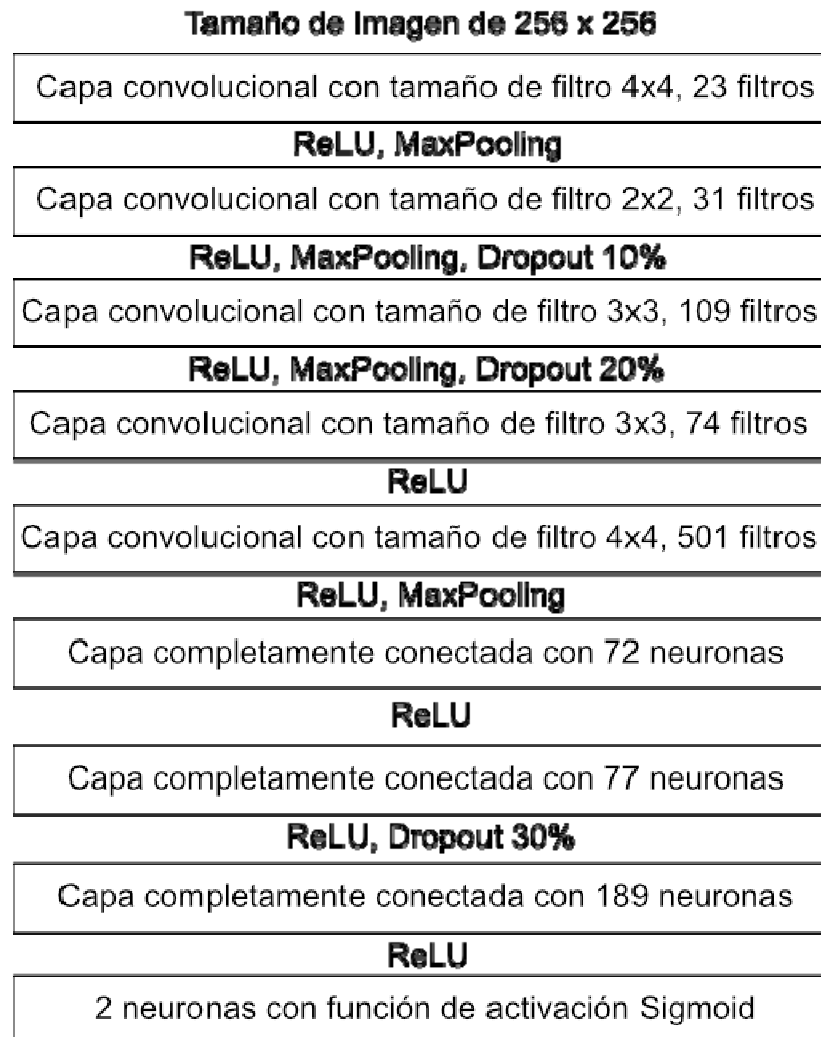 Tamaño de Imagen de 256 x 256
Capa convolucional con tamaño de filtro 4x4, 23 filtros
ReLU, MaxPooling
Capa convolucional con tamaño de filtro 2x2, 31 filtros
ReLU, MaxPooling, Dropout 10%
Capa convolucional con tamaño de filtro 3x3, 109 filtros
ReLU, MaxPooling, Dropout 20%
Capa convolucional con tamaño de filtro 3x3, 74 filtros
ReLU
Capa convolucional con tamaño de filtro 4x4, 501 filtros
ReLU, MaxPooling
Capa completamente conectada con 72 neuronas
ReLU
Capa completamente conectada con 77 neuronas
ReLU, Dropout 30%
Capa completamente conectada con 189 neuronas
ReLU
2 neuronas con función de activación Sigmoid